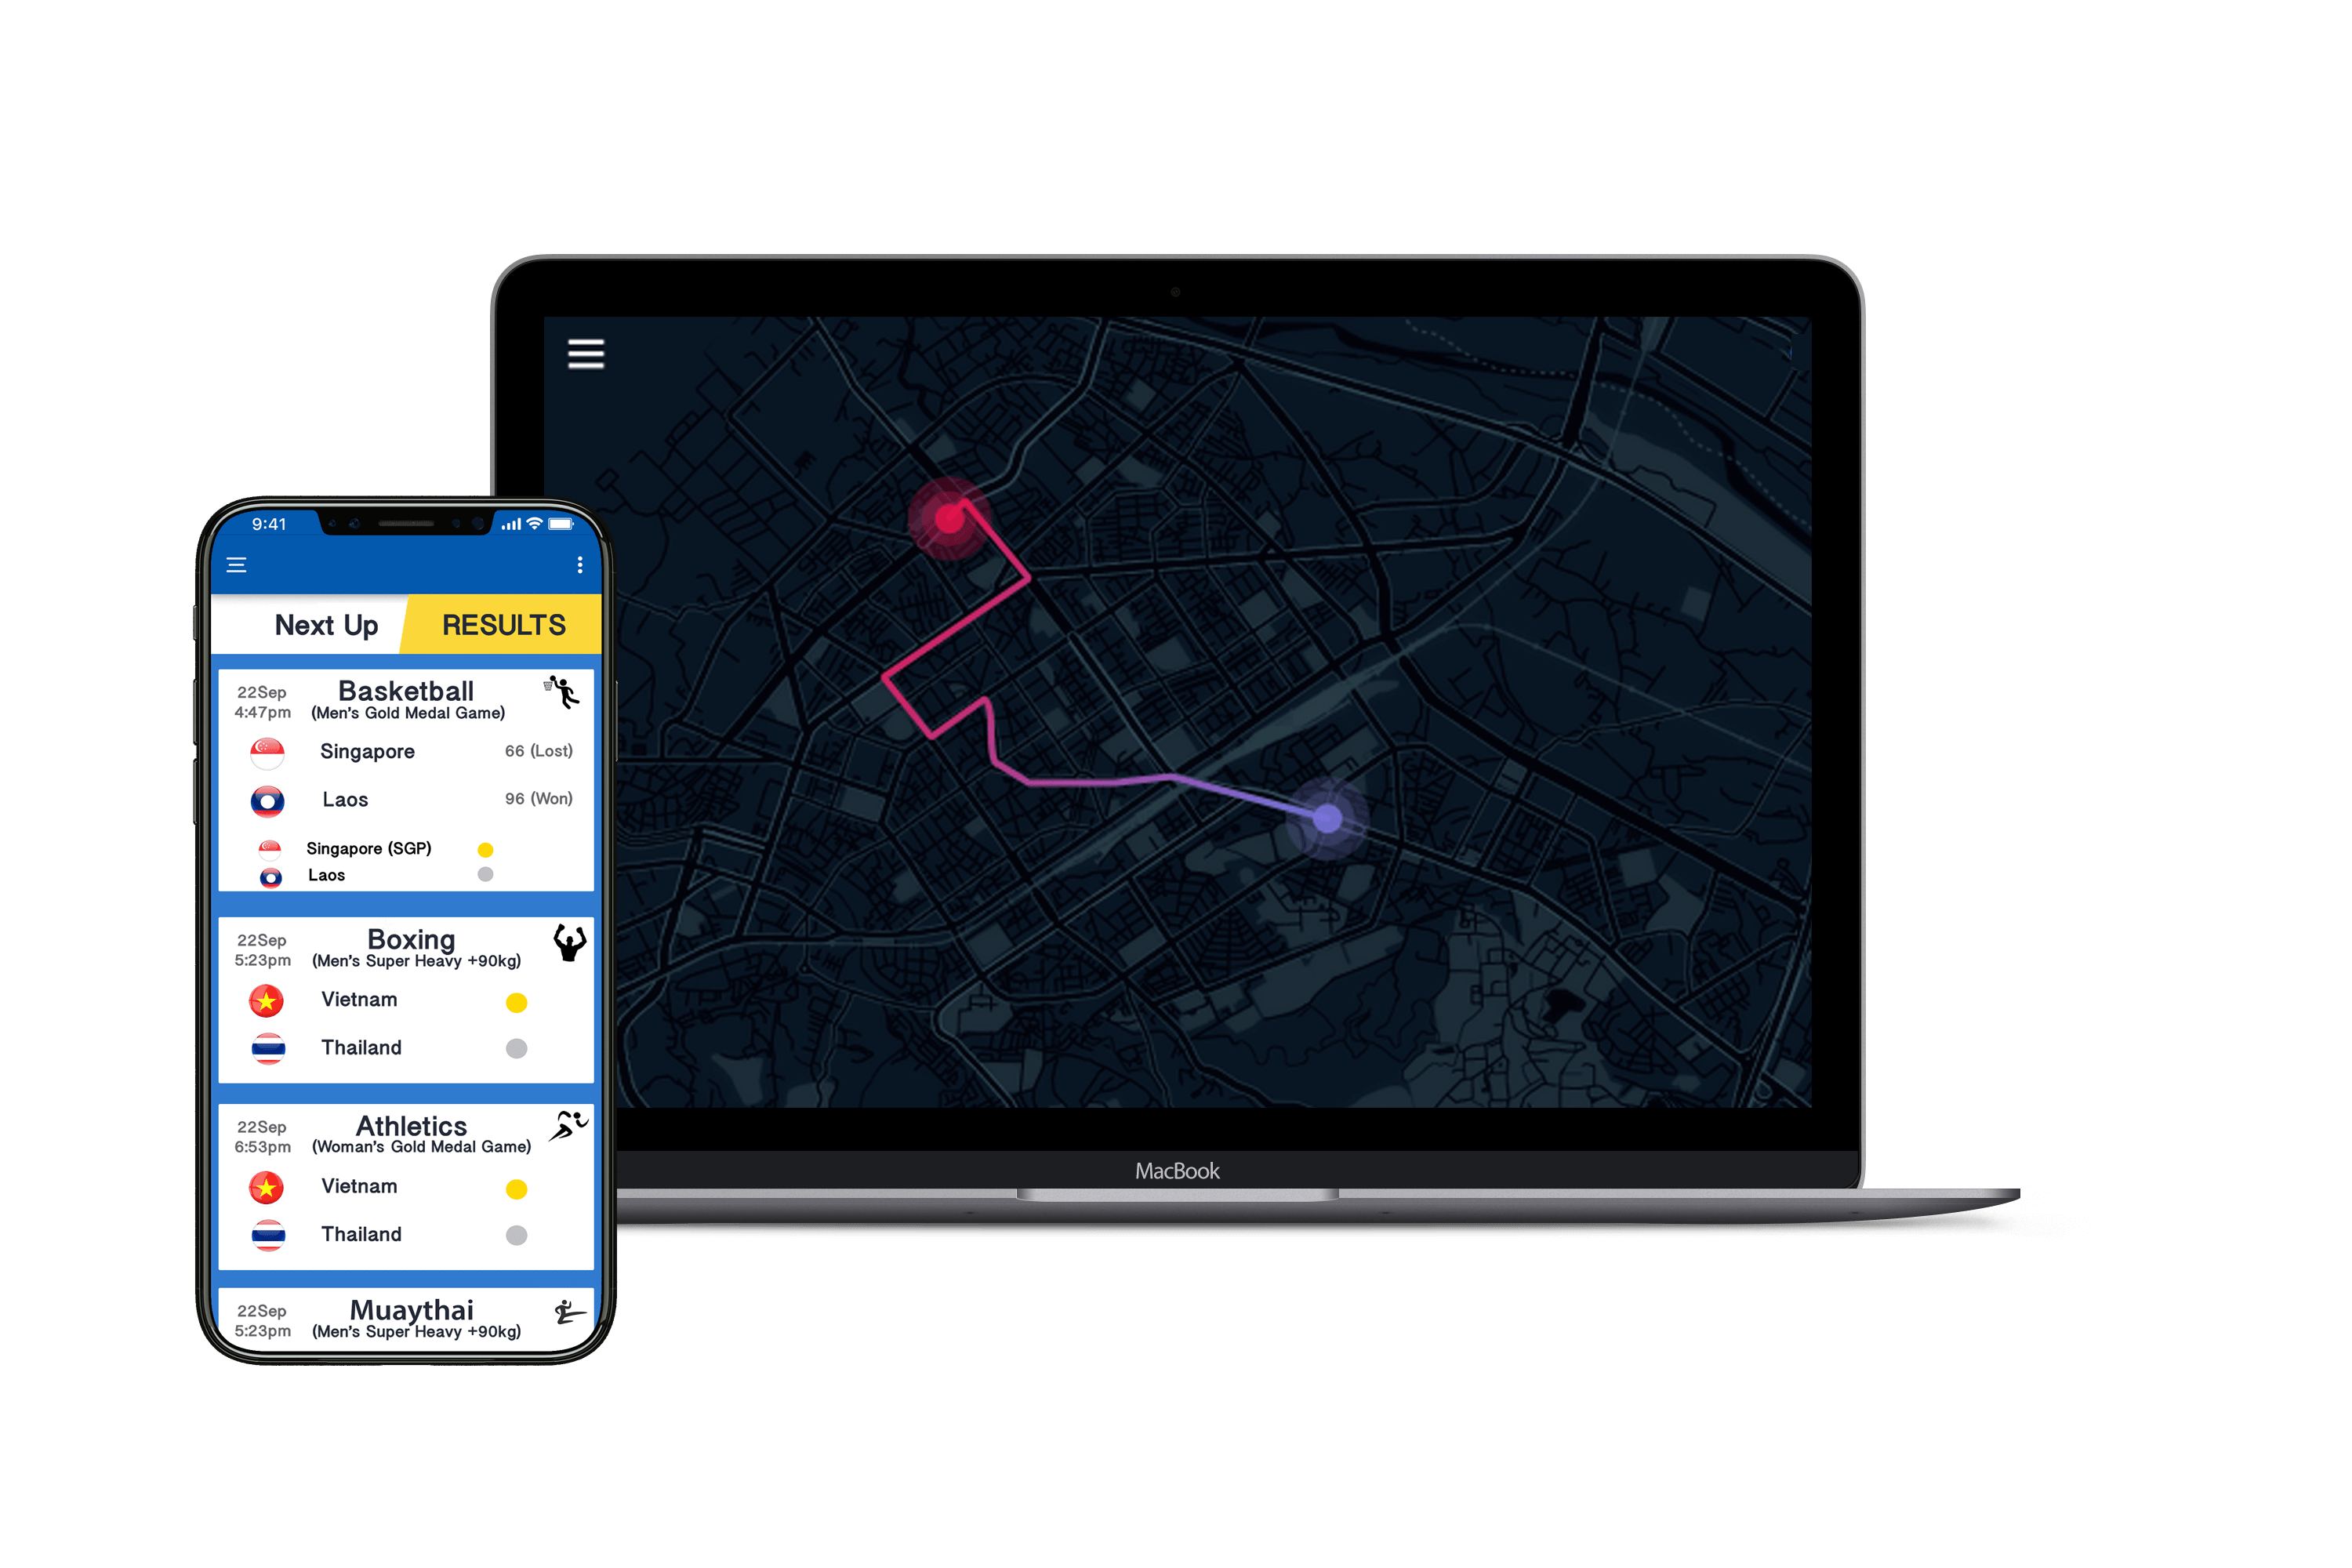 9:41
Next Up RESULTS
22Sep Basketball
4:47pm (Men's Gold Medal Game)
Singapore 66 (Lost)
Laos 96 (Won)
Singapore (SGP)
Laos
22Sep Boxing
5:23pm (Men's Super Heavy +90kg)
Vietnam
Thailand
22Sep Athletics
6:53pm (Woman's Gold Medal Game)
Vietnam
Thailand
22Sep Muaythai
5:23pm (Men's Super Heavy +90kg)
MacBook